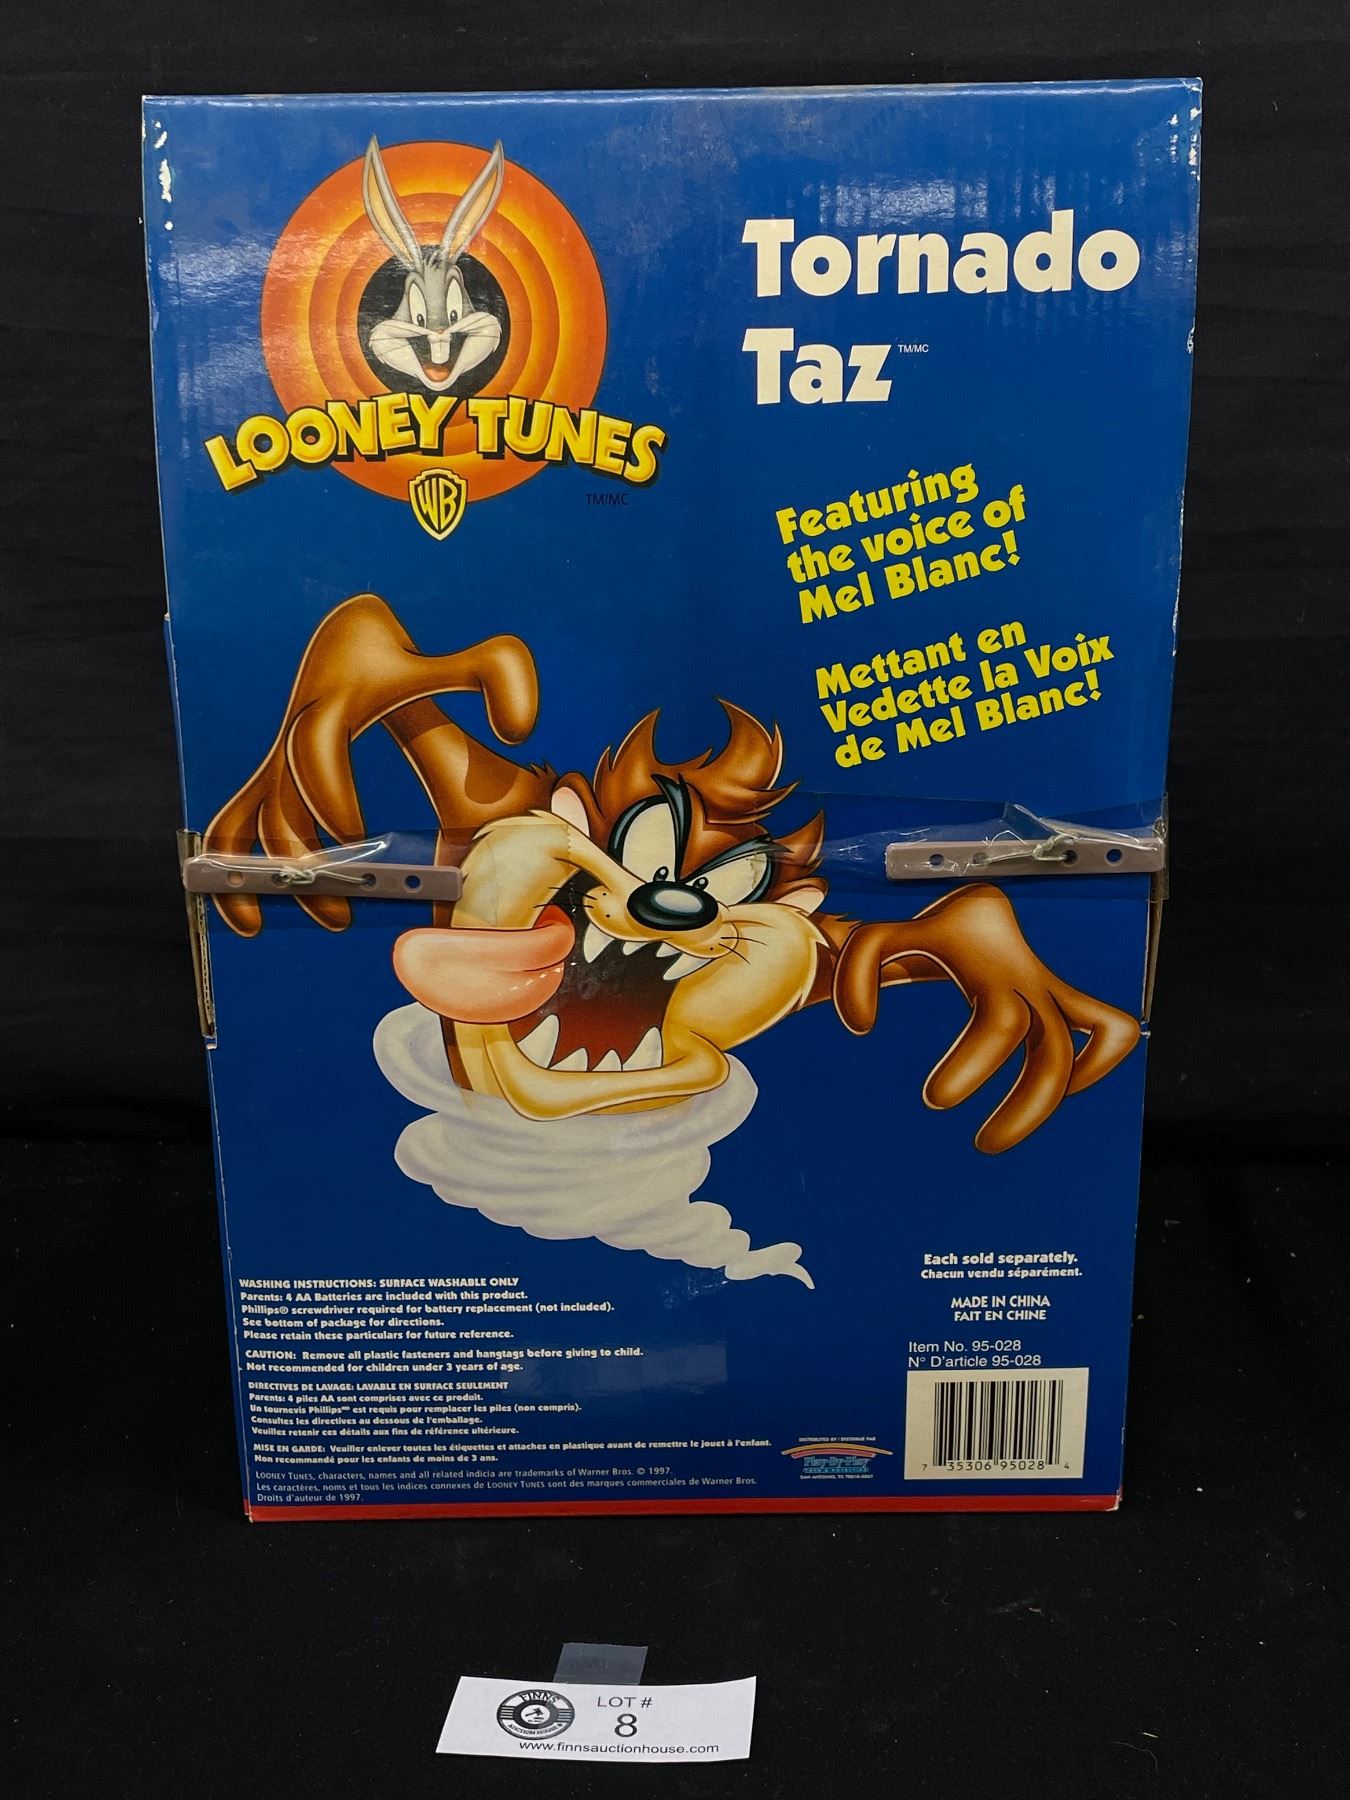 LOONEY TUNES
WB
TM/MC
Tornado
Taz TM/MC
Featuring
the voice of
Mel Blanc!
Mettant en
Vedette la Voix
de Mel Blanc!
WASHING INSTRUCTIONS: SURFACE WASHABLE ONLY
Parents: 4 AA Batteries are included with this product.
Phillips® screwdriver required for battery replacement (not included).
See bottom of package for directions.
Please retain these particulars for future reference.
CAUTION: Remove all plastic fasteners and hangtags before giving to child.
Not recommended for children under 3 years of age.
DIRECTIVES DE LAVAGE: LAVABLE EN SURFACE SEULEMENT
Parents: 4 piles AA sont comprises avec ce produit.
Un tournevis Phillips est requis pour remplacer les piles (non compris).
Consultez les directives au dessous de l'emballage.
Veuillez retenir ces détails aux fins de référence ultérieure.
MISE EN GARDE: Veuiller enlever toutes les étiquettes et attaches en plastique avant de remettre le jouet à l'enfant.
Non recommandé pour les enfants de moins de 3 ans.
LOONEY TUNES, characters, names and all related indicia are trademarks of Warner Bros. © 1997.
Les caractères, noms et tous les indices connexes de LOONEY TUNES sont des marques commerciales de Warner Bros.
Droits d'auteur de 1997.
DISTRIBUTED BY / DISTRIBUE PAR
Play-By-Play
TOYS & NOVELTIES
Each sold separately.
Chacun vendu séparément.
MADE IN CHINA
FAIT EN CHINE
Item No. 95-028
N° D'article 95-028
7 35306 95028 4
FINNS
AUCTION HOUSE
LOT #
8
www.finnsauctionhouse.com